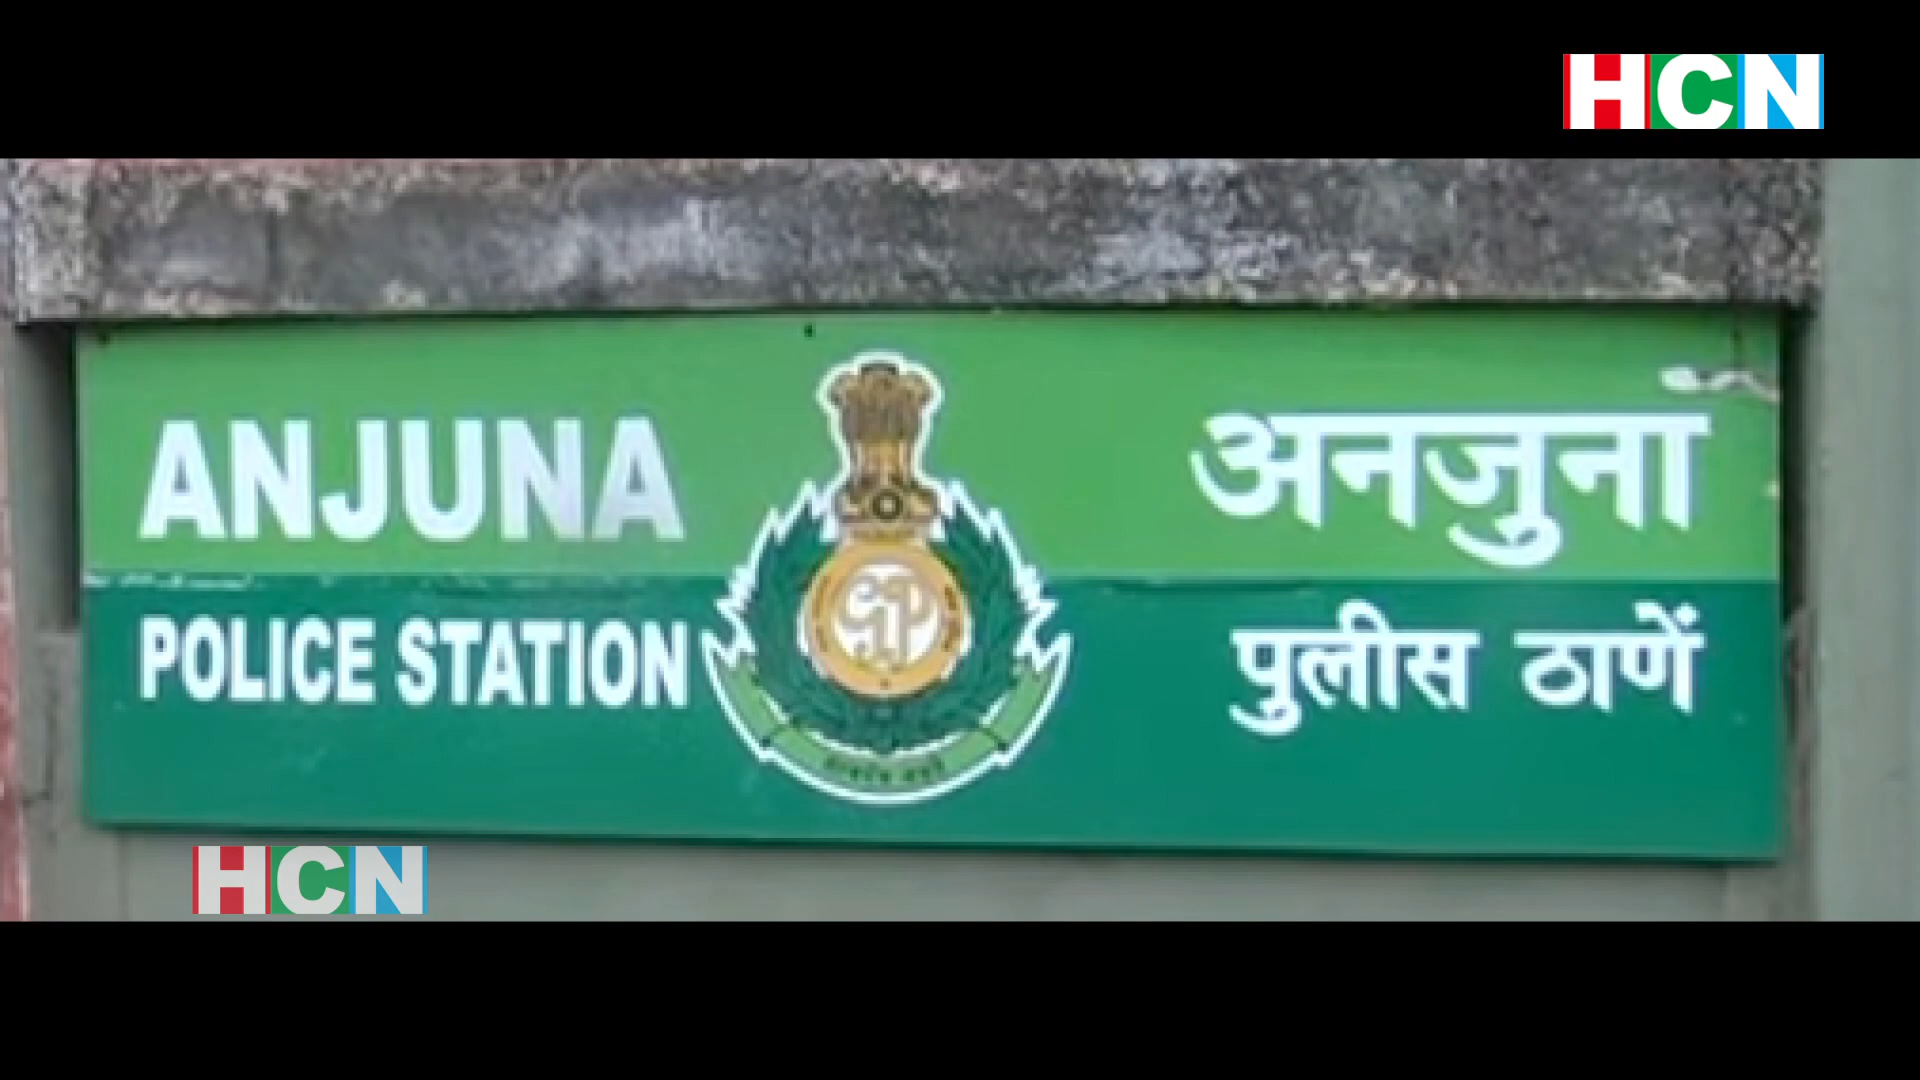 HCN
ANJUNA
अनजुना
POLICE STATION
पुलीस ठाणें
HCN